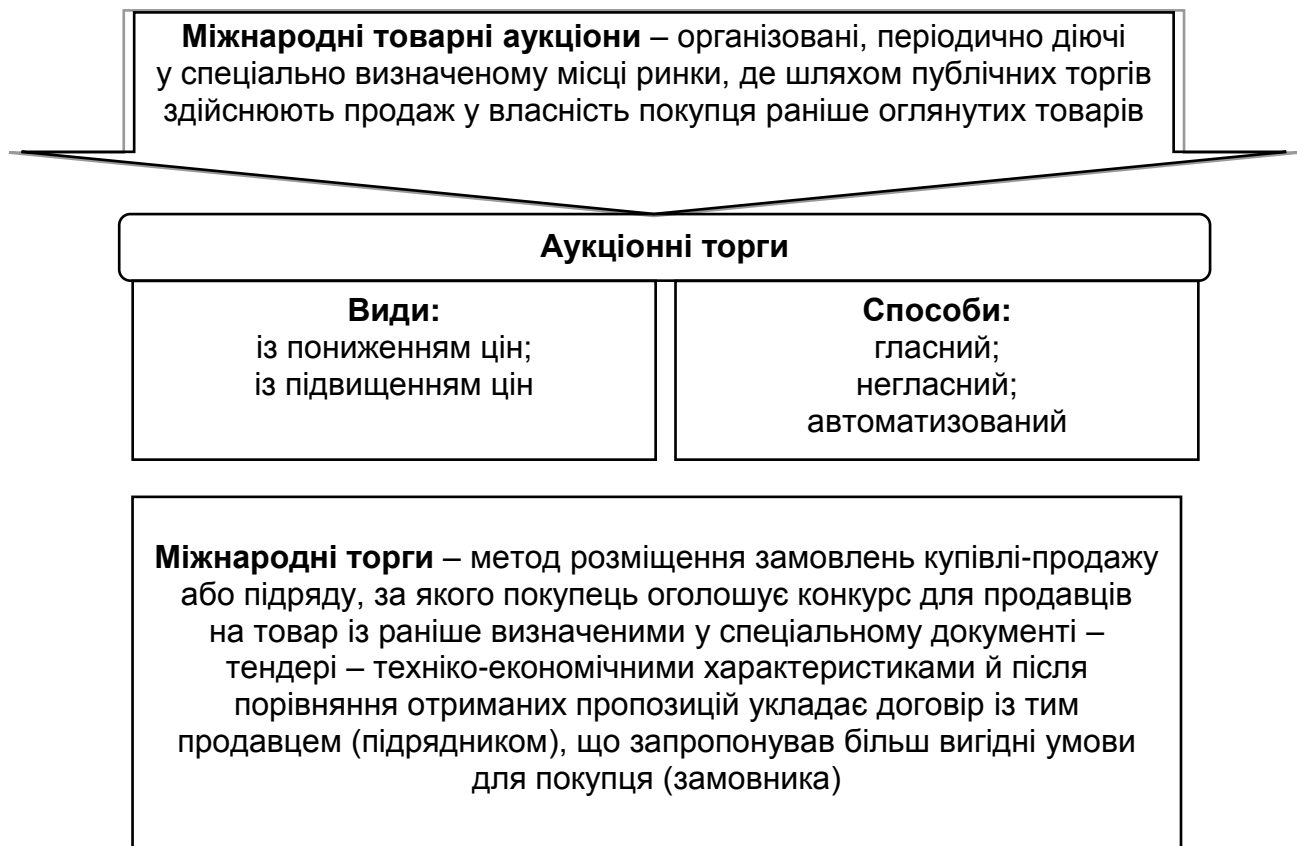 Міжнародні товарні аукціони – організовані, періодично діючі
у спеціально визначеному місці ринки, де шляхом публічних торгів
здійснюють продаж у власність покупця раніше оглянутих товарів
Аукціонні торги
Види:
із пониженням цін;
із підвищенням цін
Способи:
гласний;
негласний;
автоматизований
Міжнародні торги – метод розміщення замовлень купівлі-продажу
або підряду, за якого покупець оголошує конкурс для продавців
на товар із раніше визначеними у спеціальному документі –
тендері – техніко-економічними характеристиками й після
порівняння отриманих пропозицій укладає договір із тим
продавцем (підрядником), що запропонував більш вигідні умови
для покупця (замовника)